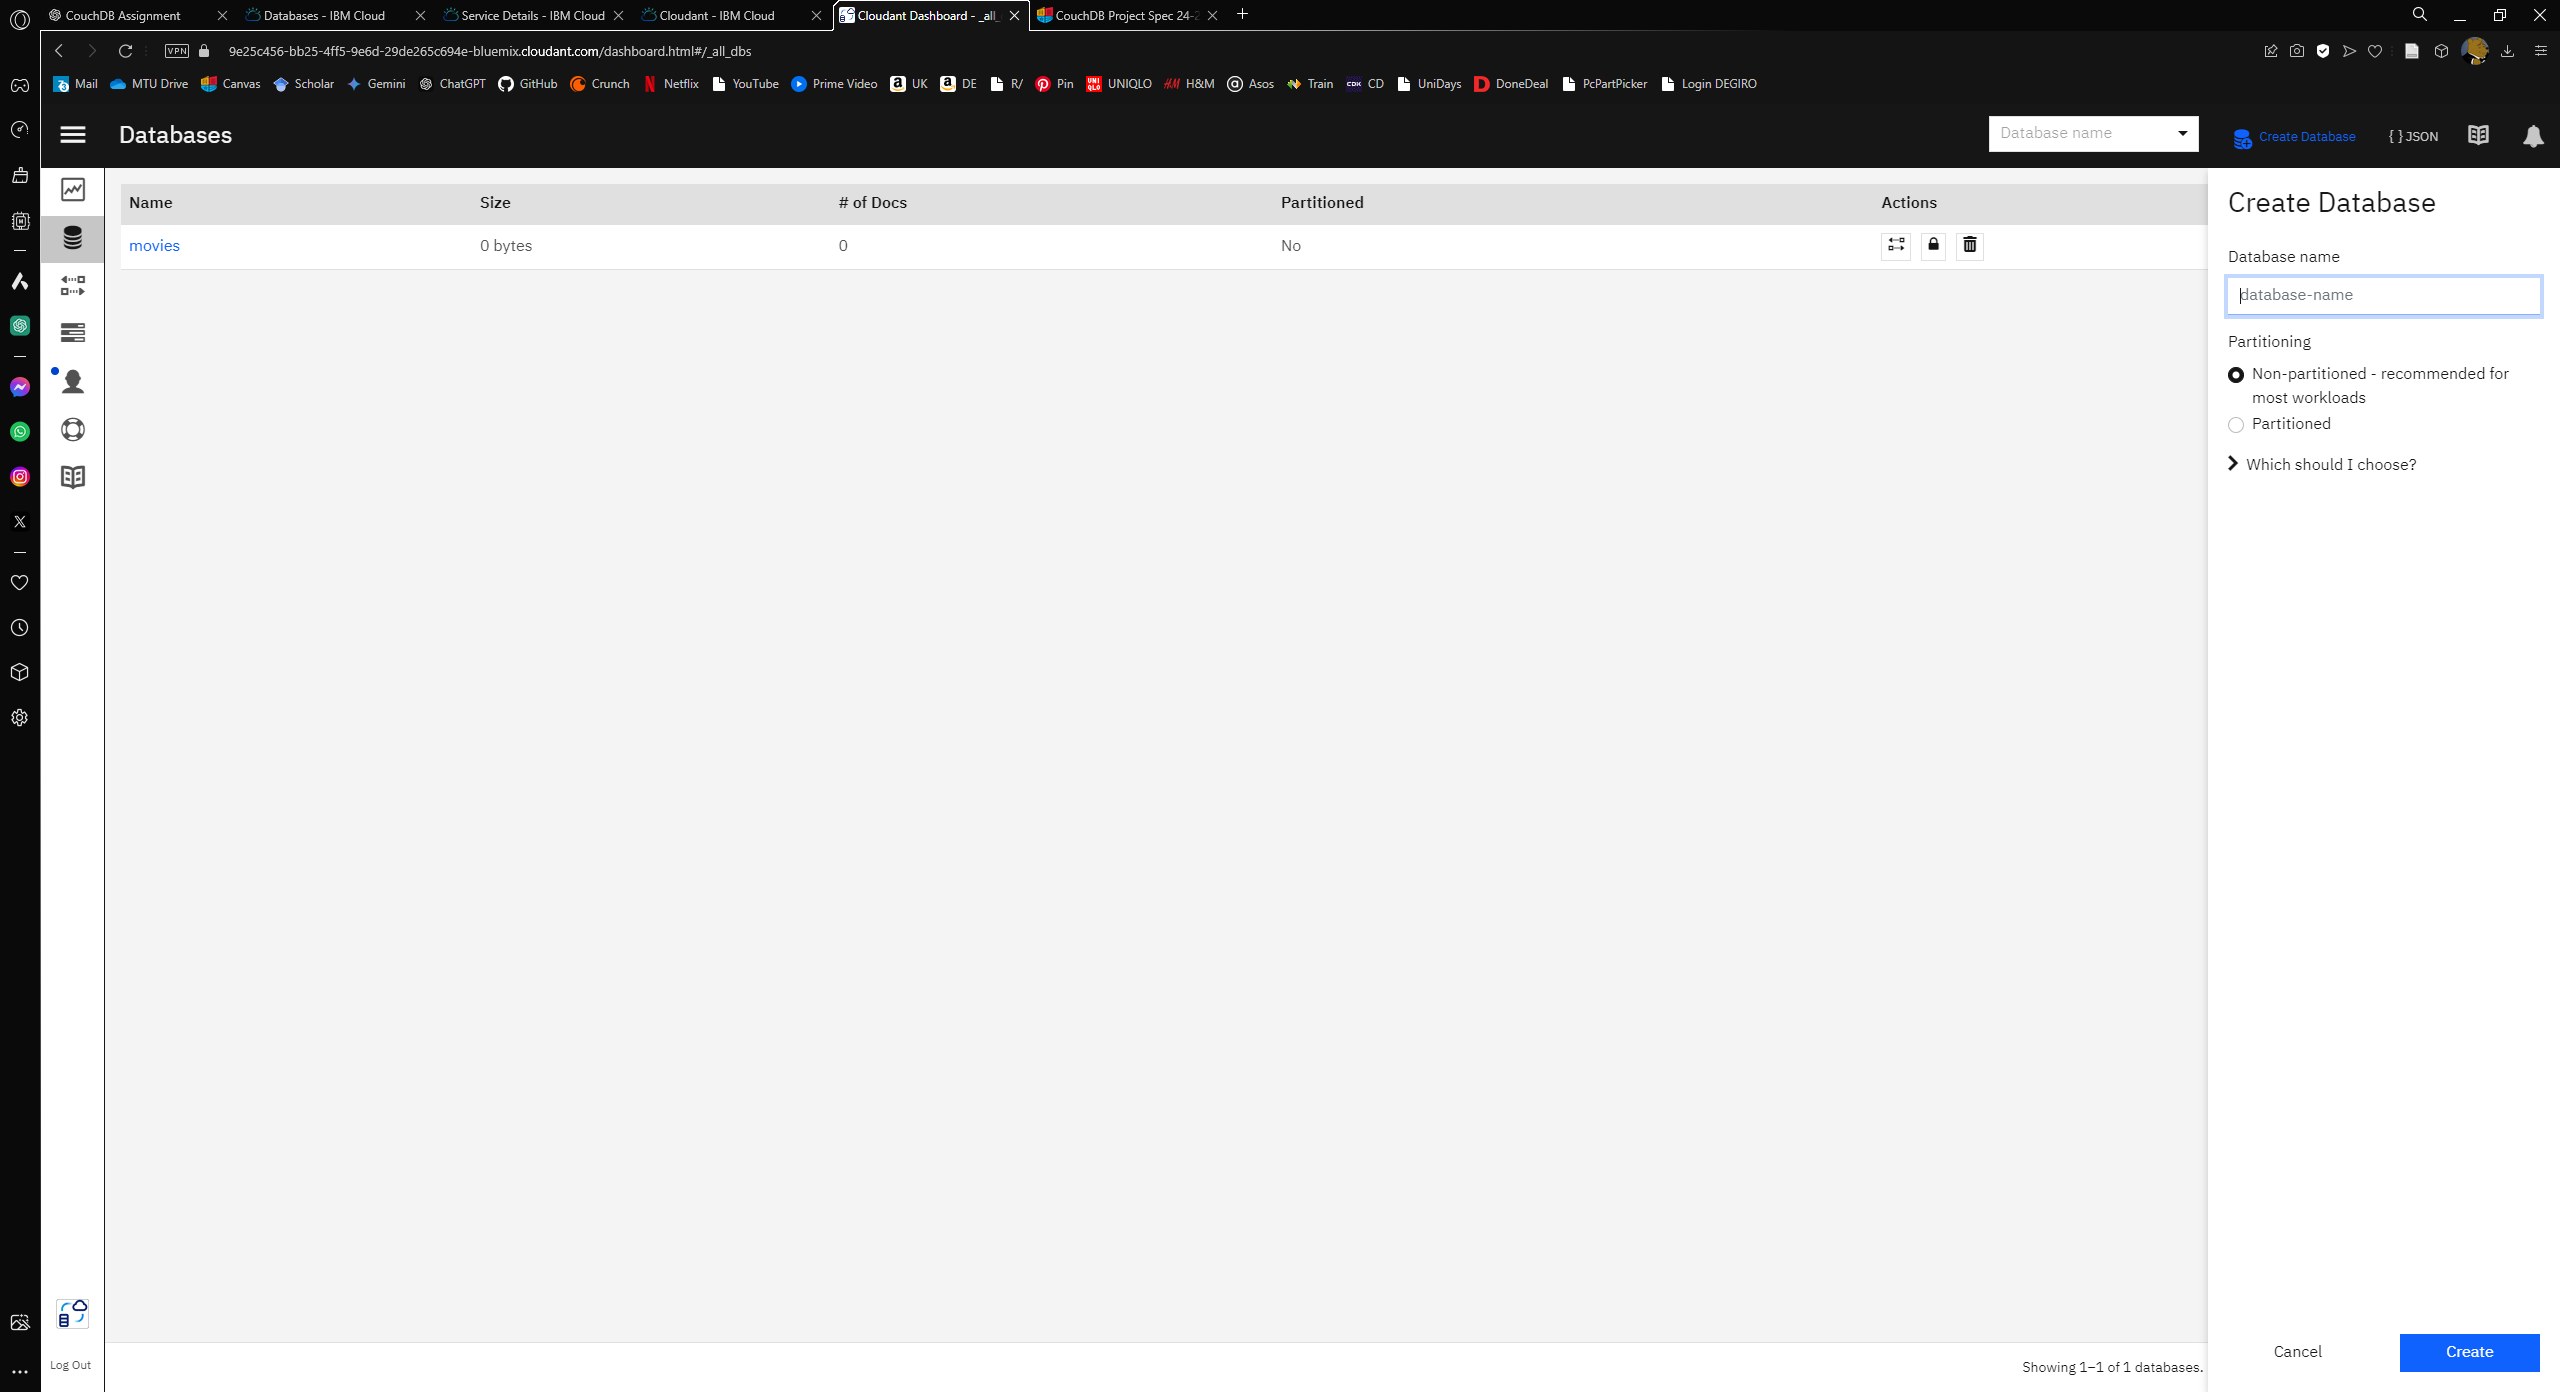 CouchDB Assignment
Databases - IBM Cloud
Service Details - IBM Cloud
Cloudant - IBM Cloud
Cloudant Dashboard - _all_
CouchDB Project Spec 24-2
VPN
9e25c456-bb25-4ff5-9e6d-29de265c694e-bluemix.cloudant.com/dashboard.html#/_all_dbs
Mail
MTU Drive
Canvas
Scholar
Gemini
ChatGPT
GitHub
Crunch
Netflix
YouTube
Prime Video
UK
DE
R/
Pin
UNIQLO
H&M
Asos
Train
CD
UniDays
DoneDeal
PcPartPicker
Login DEGIRO
Databases
Database name
Create Database
{ } JSON
Name
Size
# of Docs
Partitioned
Actions
movies
0 bytes
0
No
Create Database
Database name
database-name
Partitioning
Non-partitioned - recommended for
most workloads
Partitioned
Which should I choose?
Log Out
Showing 1–1 of 1 databases.
Cancel
Create